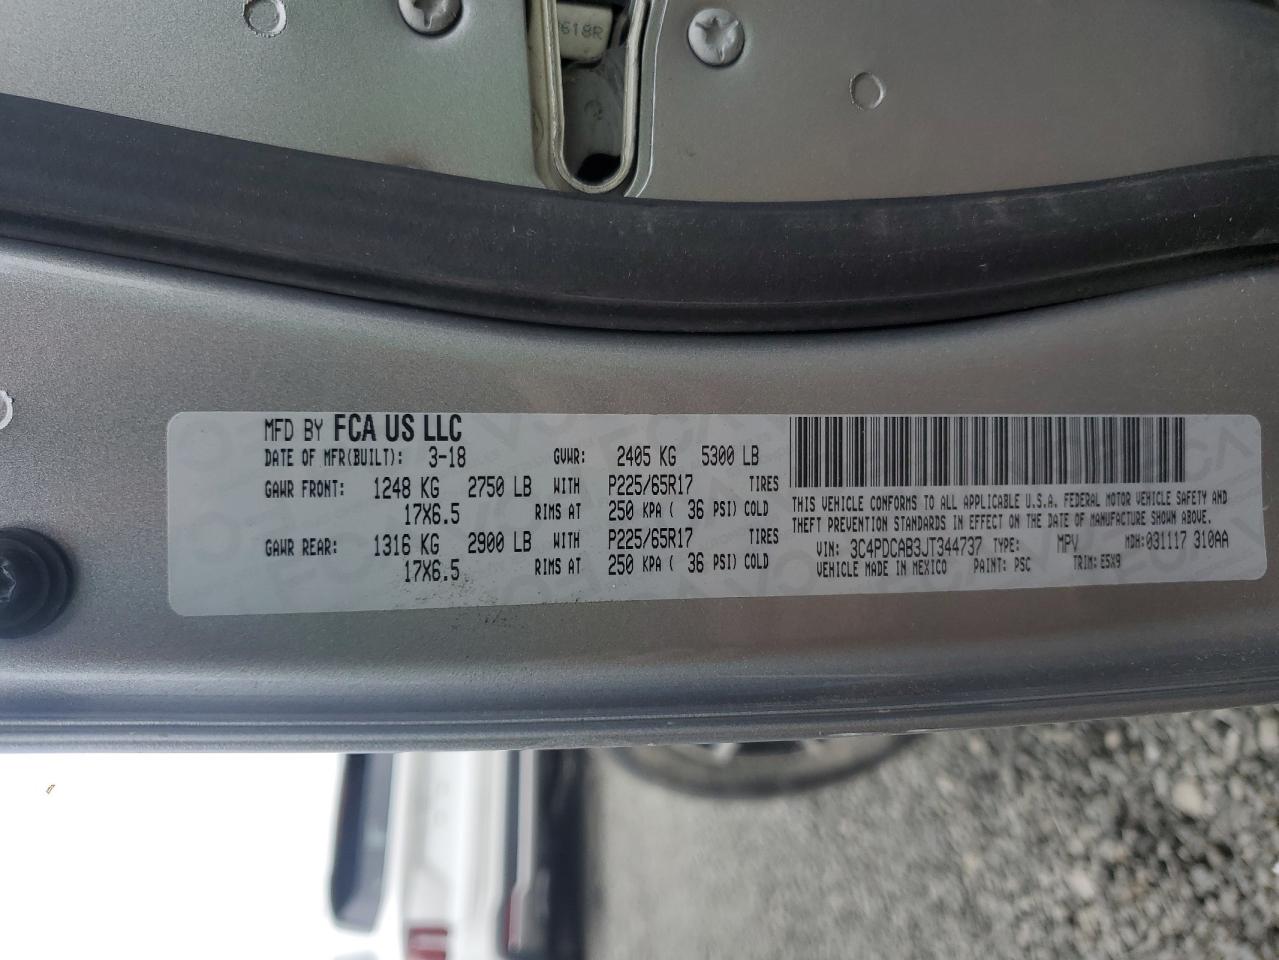 618R
MFD BY FCA US LLC
DATE OF MFR(BUILT): 3-18 GVWR: 2405 KG 5300 LB
GAWR FRONT: 1248 KG 2750 LB WITH P225/65R17 TIRES
17X6.5 RIMS AT 250 KPA ( 36 PSI) COLD
GAWR REAR: 1316 KG 2900 LB WITH P225/65R17 TIRES
17X6.5 RIMS AT 250 KPA ( 36 PSI) COLD
THIS VEHICLE CONFORMS TO ALL APPLICABLE U.S.A. FEDERAL MOTOR VEHICLE SAFETY AND
THEFT PREVENTION STANDARDS IN EFFECT ON THE DATE OF MANUFACTURE SHOWN ABOVE.
VIN: 3C4PDCAB3JT344737 TYPE: MPV MDH: 031117 310AA
VEHICLE MADE IN MEXICO PAINT: PSC TRIM: E5X9